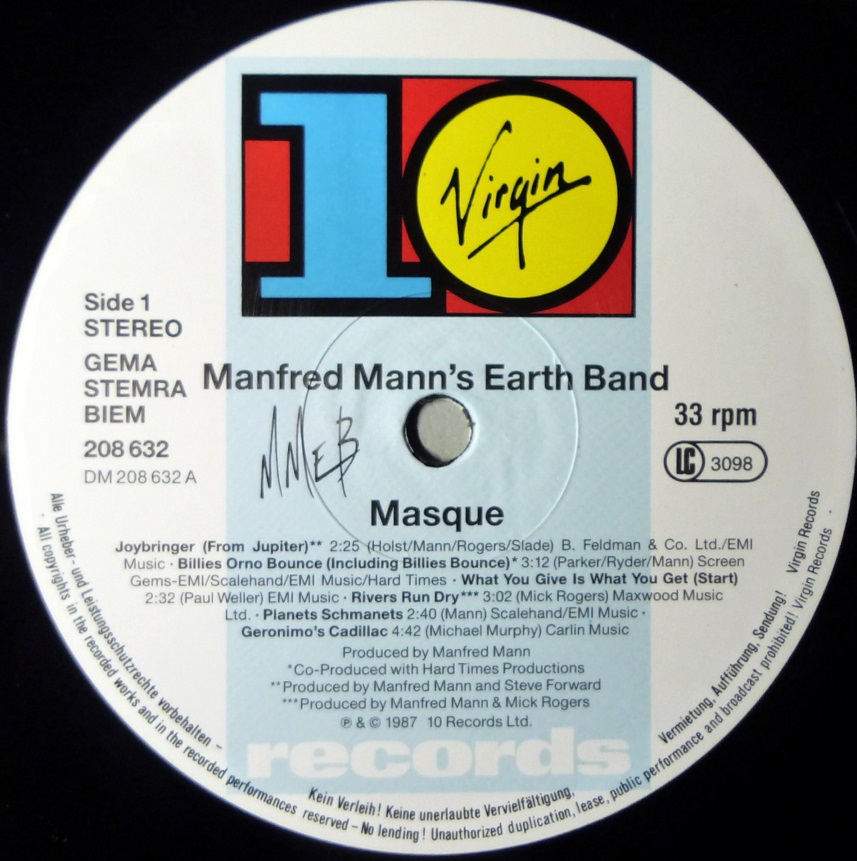 10
Virgin
Side 1
STEREO
GEMA
STEMRA
BIEM
208 632
DM 208 632 A
Manfred Mann's Earth Band
MMEB
33 rpm
LC 3098
Masque
Joybringer (From Jupiter)** 2:25 (Holst/Mann/Rogers/Slade) B. Feldman & Co. Ltd./EMI
Music · Billies Orno Bounce (Including Billies Bounce)* 3:12 (Parker/Ryder/Mann) Screen
Gems-EMI/Scalehand/EMI Music/Hard Times · What You Give Is What You Get (Start)
2:32 (Paul Weller) EMI Music · Rivers Run Dry*** 3:02 (Mick Rogers) Maxwood Music
Ltd. · Planets Schmanets 2:40 (Mann) Scalehand/EMI Music ·
Geronimo's Cadillac 4:42 (Michael Murphy) Carlin Music
Produced by Manfred Mann
*Co-Produced with Hard Times Productions
**Produced by Manfred Mann and Steve Forward
***Produced by Manfred Mann & Mick Rogers
℗ & © 1987 10 Records Ltd.
records
Alle Urheber- und Leistungsschutzrechte vorbehalten – Kein Verleih! Keine unerlaubte Vervielfältigung, Vermietung, Aufführung, Sendung! Virgin Records
· All copyrights in the recorded works and in the recorded performances reserved – No lending! Unauthorized duplication, lease, public performance and broadcast prohibited! Virgin Records ·